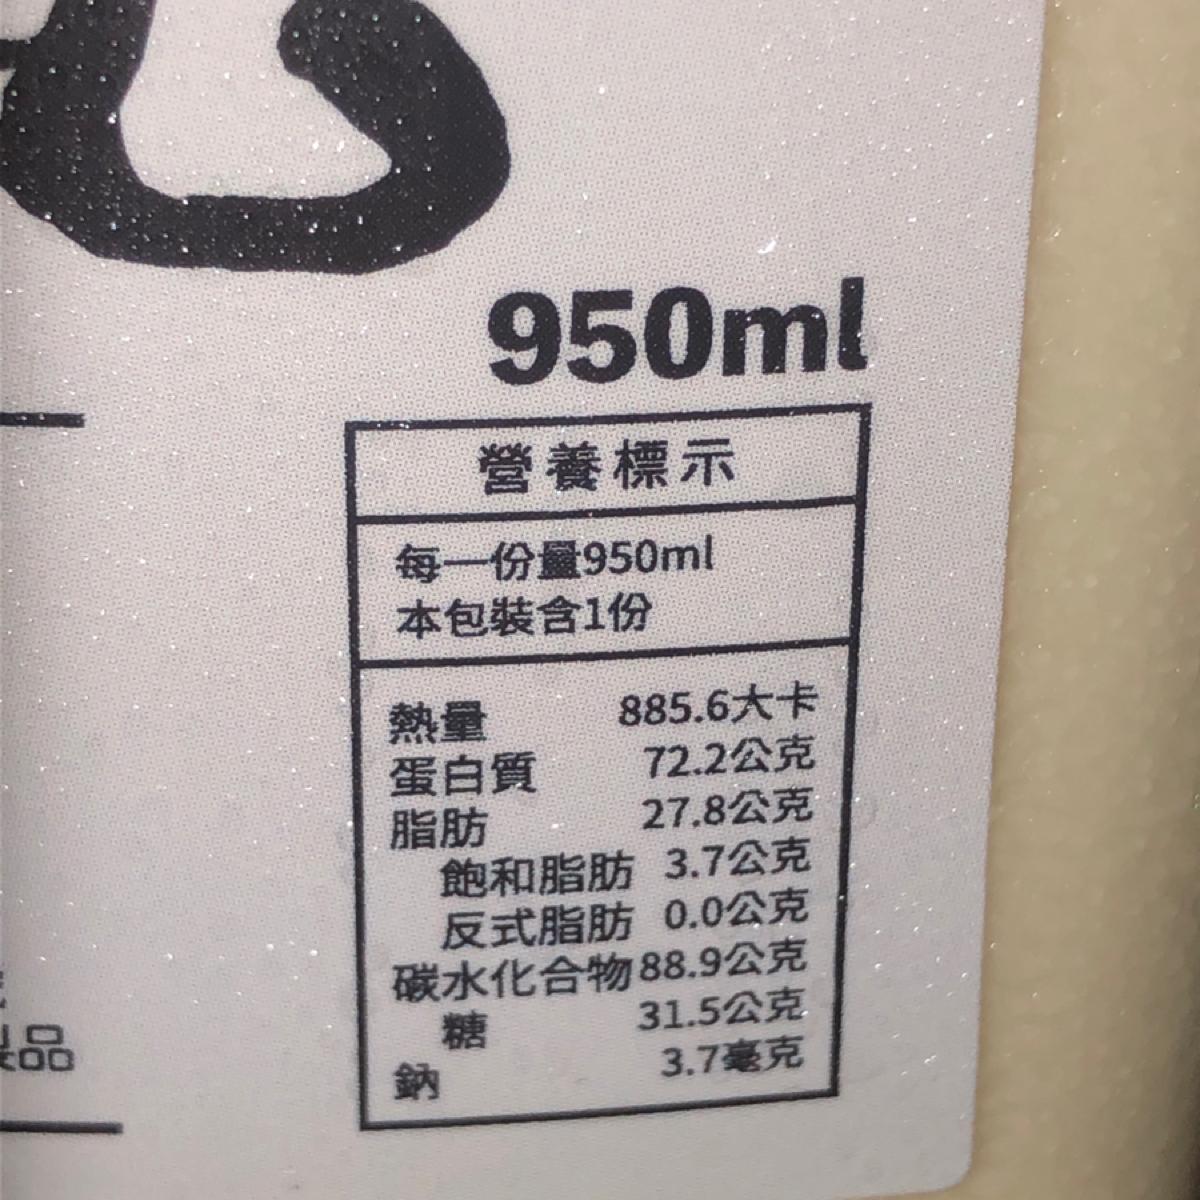 950ml
營養標示
每一份量950ml
本包裝含1份
熱量 885.6大卡
蛋白質 72.2公克
脂肪 27.8公克
飽和脂肪 3.7公克
反式脂肪 0.0公克
碳水化合物 88.9公克
糖 31.5公克
鈉 3.7毫克
品